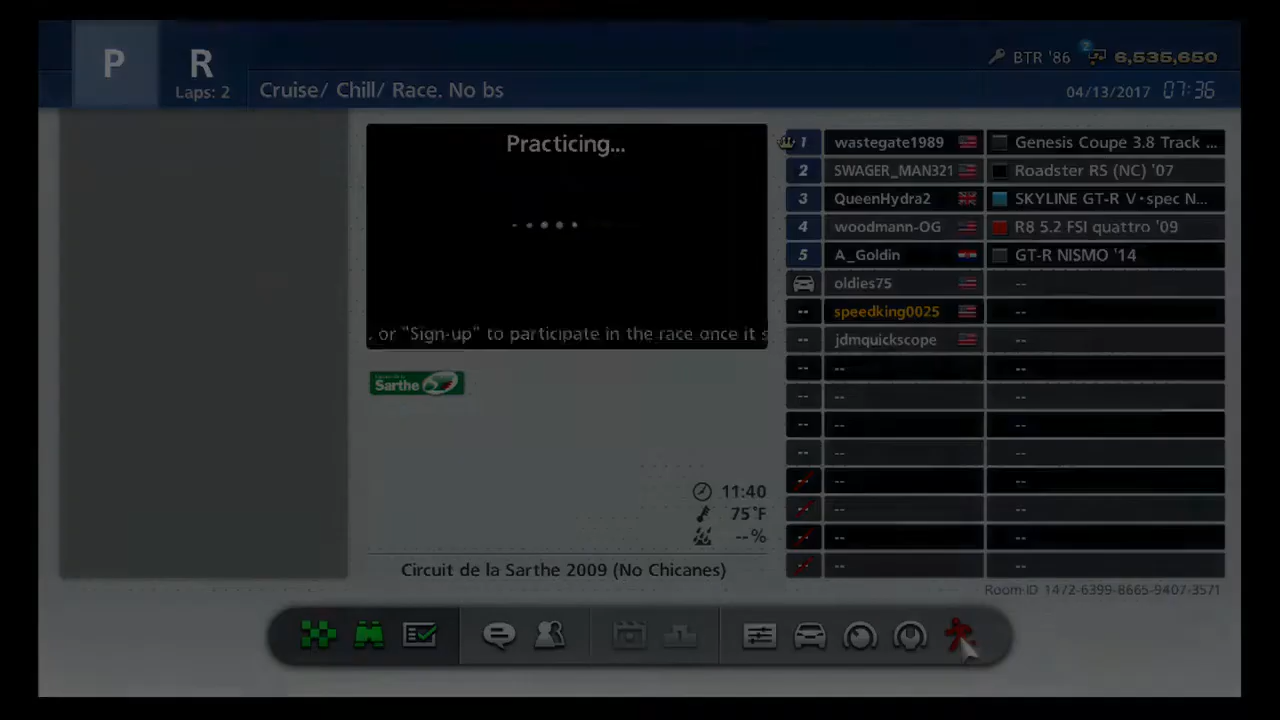 P
R
Laps: 2
Cruise/ Chill/ Race. No bs
BTR '86
2
6,535,650
04/13/2017 07:36
Practicing...
, or "Sign-up" to participate in the race once it s
Sarthe
11:40
75°F
--%
Circuit de la Sarthe 2009 (No Chicanes)
1 wastegate1989 Genesis Coupe 3.8 Track ...
2 SWAGER_MAN321 Roadster RS (NC) '07
3 QueenHydra2 SKYLINE GT-R V·spec N...
4 woodmann-OG R8 5.2 FSI quattro '09
5 A_Goldin GT-R NISMO '14
oldies75 --
-- speedking0025 --
-- jdmquickscope --
-- -- --
-- -- --
-- -- --
-- -- --
-- -- --
-- -- --
-- -- --
-- -- --
Room ID 1472-6399-8665-9407-3571